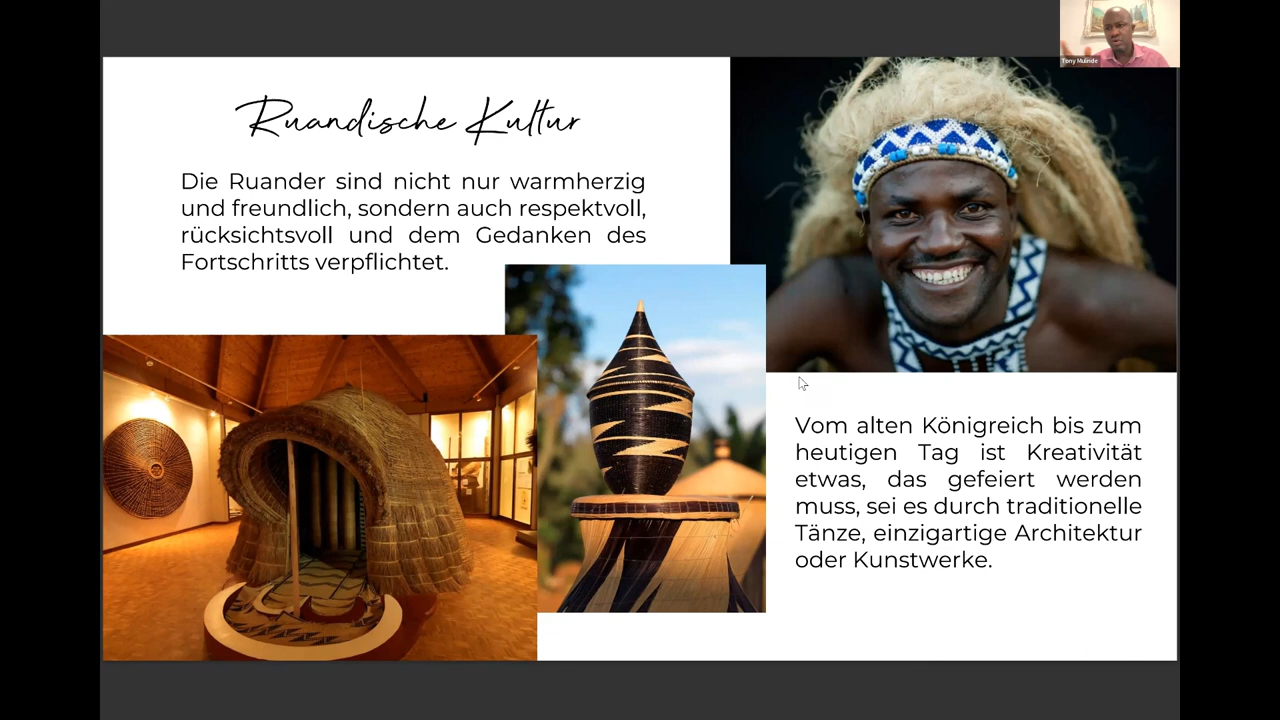 Ruandische Kultur
Die Ruander sind nicht nur warmherzig
und freundlich, sondern auch respektvoll,
rücksichtsvoll und dem Gedanken des
Fortschritts verpflichtet.
Vom alten Königreich bis zum
heutigen Tag ist Kreativität
etwas, das gefeiert werden
muss, sei es durch traditionelle
Tänze, einzigartige Architektur
oder Kunstwerke.
Tony Mulinde